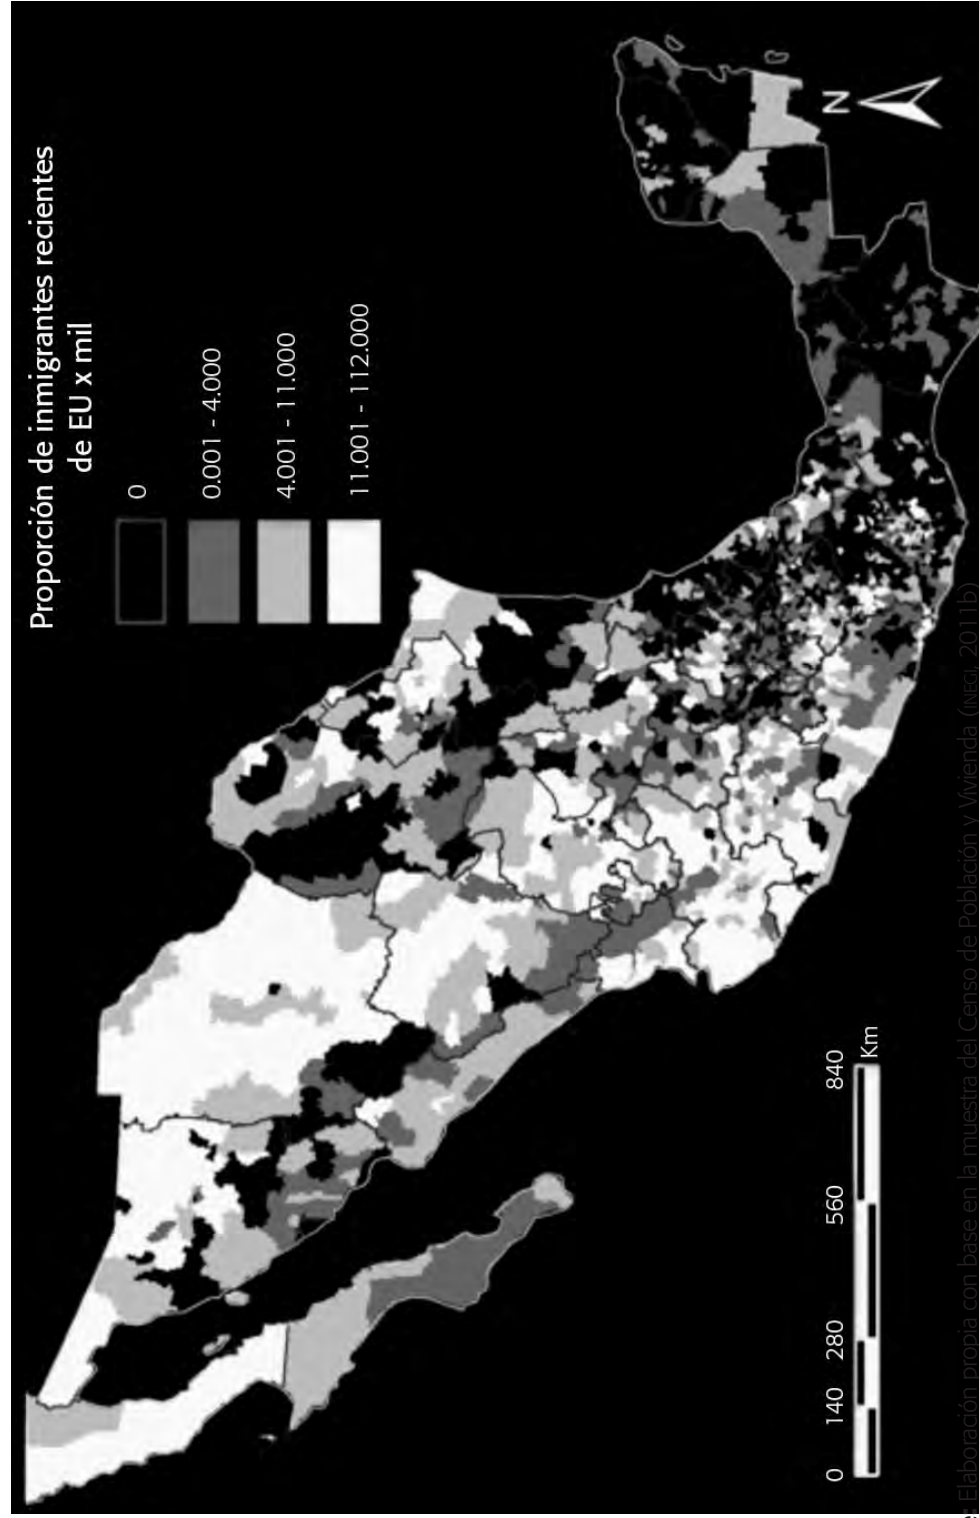 Proporción de inmigrantes recientes
de EU x mil
0
0.001 - 4.000
4.001 - 11.000
11.001 - 112.000
N
0 140 280 560 840
Km
: Elaboración propia con base en la muestra del Censo de Población y Vivienda (INEGI, 2011b).